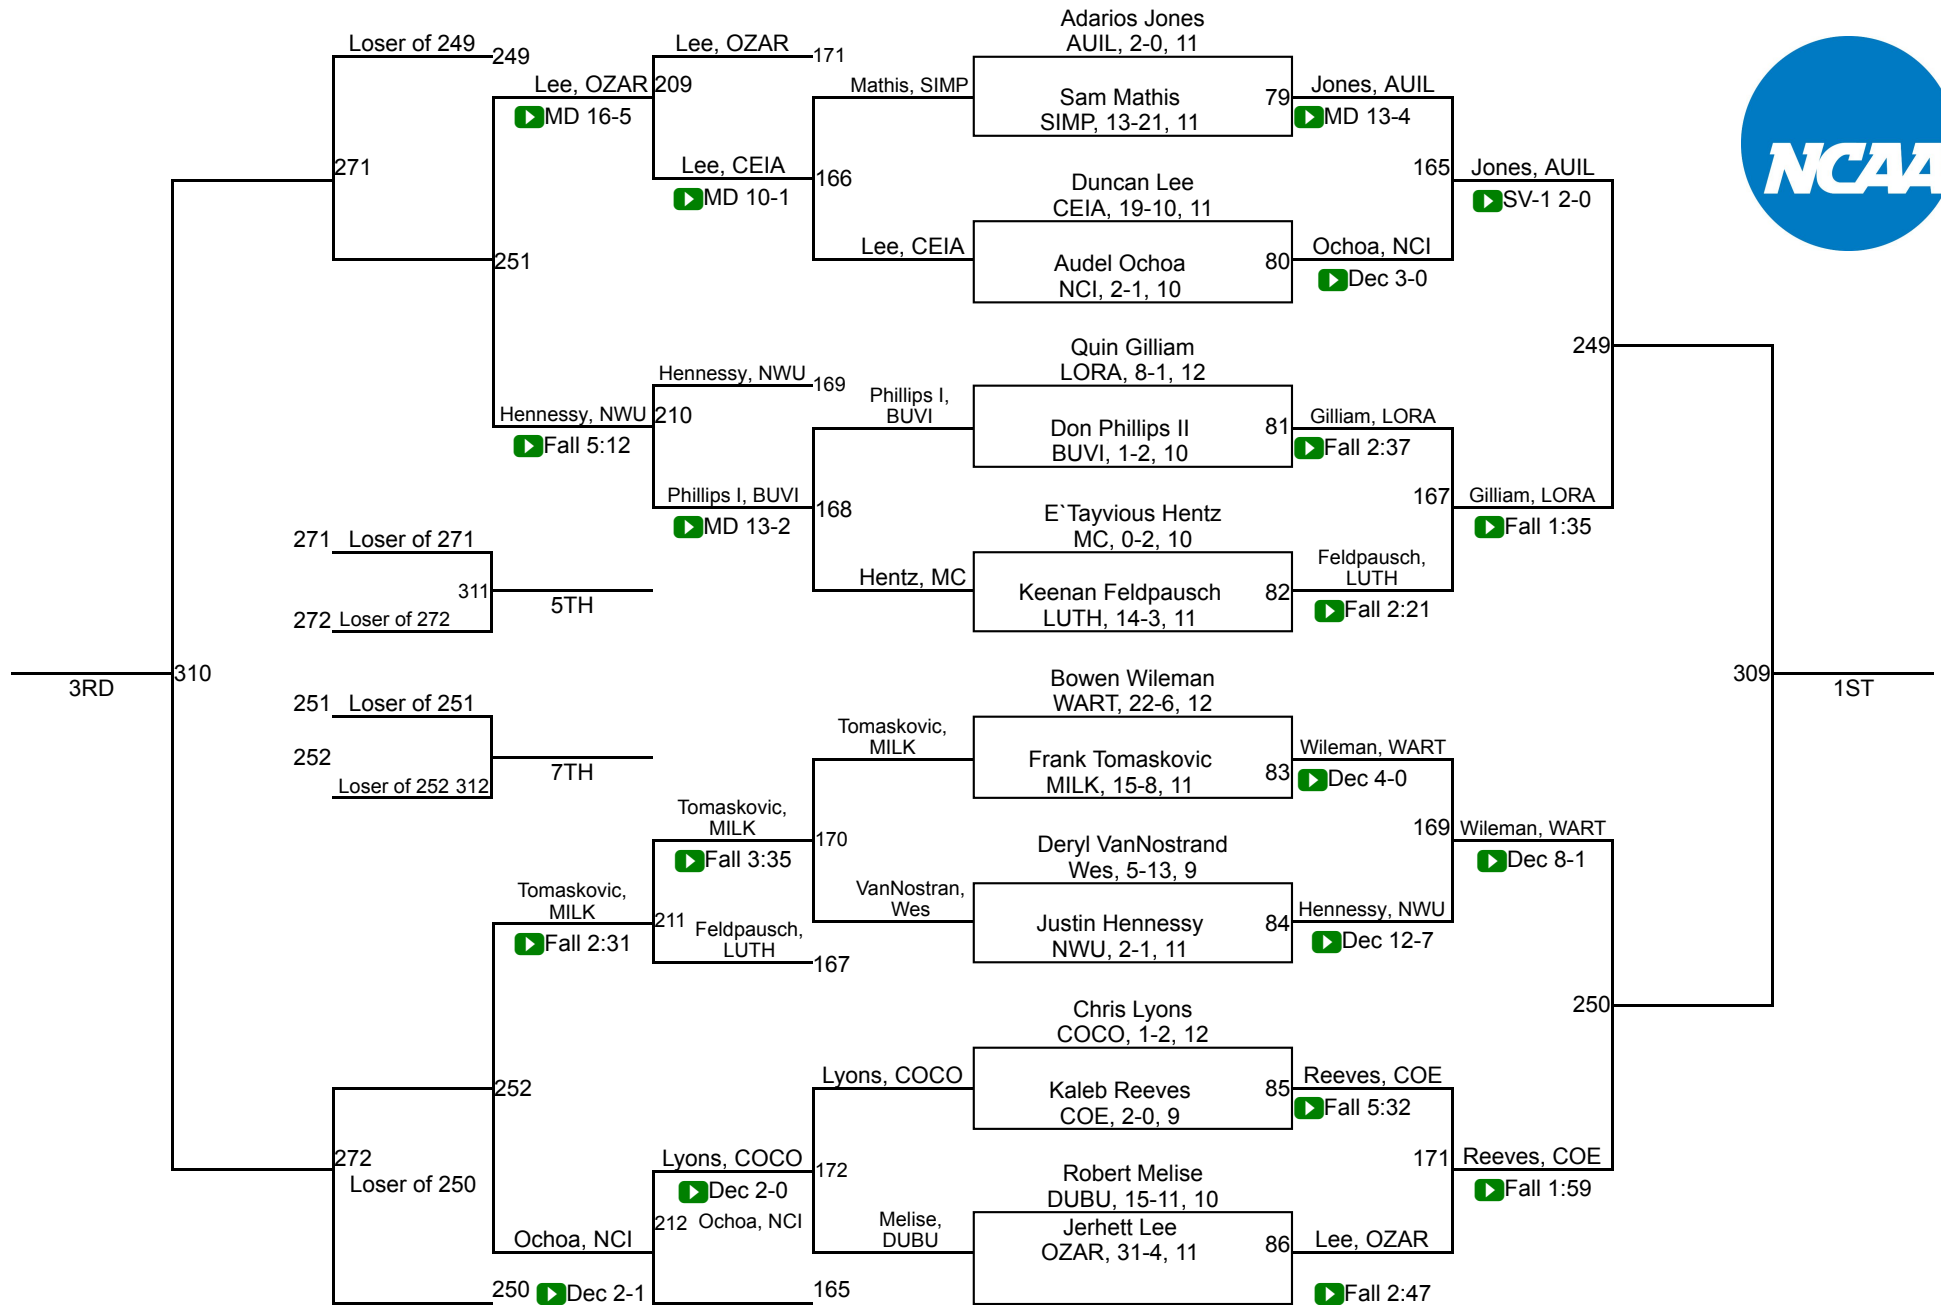 Adarios Jones
Loser of 249
Lee, OZAR
AUIL, 2-0, 11
249
171
Lee, OZAR
209
Mathis, SIMP
Sam Mathis
79
Jones, AUIL
MD 16-5
SIMP, 13-21, 11
MD 13-4
271
Lee, CEIA
166
165
Jones, AUIL
NCAA
MD 10-1
Duncan Lee
SV-1 2-0
CEIA, 19-10, 11
Lee, CEIA
Ochoa, NCI
251
Audel Ochoa
80
Dec 3-0
NCI, 2-1, 10
Quin Gilliam
249
LORA, 8-1, 12
Hennessy, NWU
169
Phillips I,
BUVI
Hennessy, NWU
210
Don Phillips II
81
Gilliam, LORA
Fall 5:12
BUVI, 1-2, 10
Fall 2:37
Phillips I, BUVI
168
167
Gilliam, LORA
MD 13-2
E`Tayvious Hentz
Fall 1:35
271
Loser of 271
MC, 0-2, 10
Feldpausch,
LUTH
311
Hentz, MC
Keenan Feldpausch
82
5TH
LUTH, 14-3, 11
Fall 2:21
272
Loser of 272
3RD
310
Bowen Wileman
309
1ST
251
Loser of 251
WART, 22-6, 12
Tomaskovic,
MILK
252
Frank Tomaskovic
83
Wileman, WART
7TH
MILK, 15-8, 11
Dec 4-0
Loser of 252
312
Tomaskovic,
MILK
170
169
Wileman, WART
Fall 3:35
Deryl VanNostrand
Dec 8-1
Wes, 5-13, 9
Tomaskovic,
MILK
VanNostran,
Wes
211
Feldpausch,
LUTH
Justin Hennessy
84
Hennessy, NWU
Fall 2:31
NWU, 2-1, 11
Dec 12-7
167
Chris Lyons
250
COCO, 1-2, 12
252
Lyons, COCO
Kaleb Reeves
85
Reeves, COE
COE, 2-0, 9
Fall 5:32
272
Lyons, COCO
172
171
Reeves, COE
Loser of 250
Dec 2-0
Robert Melise
Fall 1:59
DUBU, 15-11, 10
212
Ochoa, NCI
Melise,
DUBU
Jerhett Lee
Ochoa, NCI
OZAR, 31-4, 11
86
Lee, OZAR
250
Dec 2-1
165
Fall 2:47